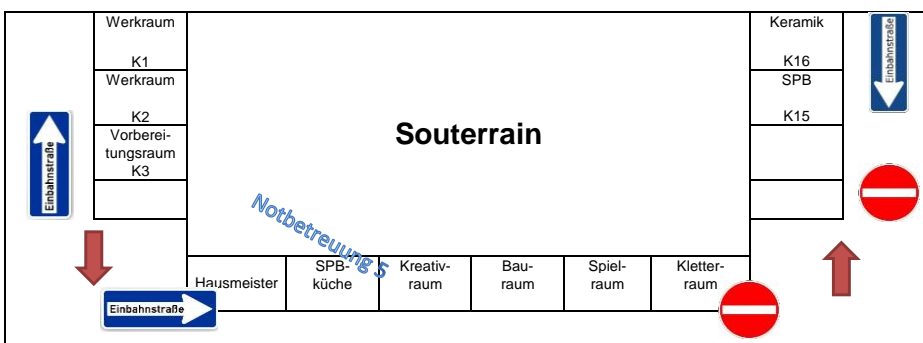 Werkraum
K1
Werkraum
K2
Vorberei-
tungsraum
K3
Einbahnstraße
Souterrain
Notbetreuung 5
Keramik
K16
SPB
K15
Einbahnstraße
Hausmeister
SPB-
küche
Kreativ-
raum
Bau-
raum
Spiel-
raum
Kletter-
raum
Einbahnstraße